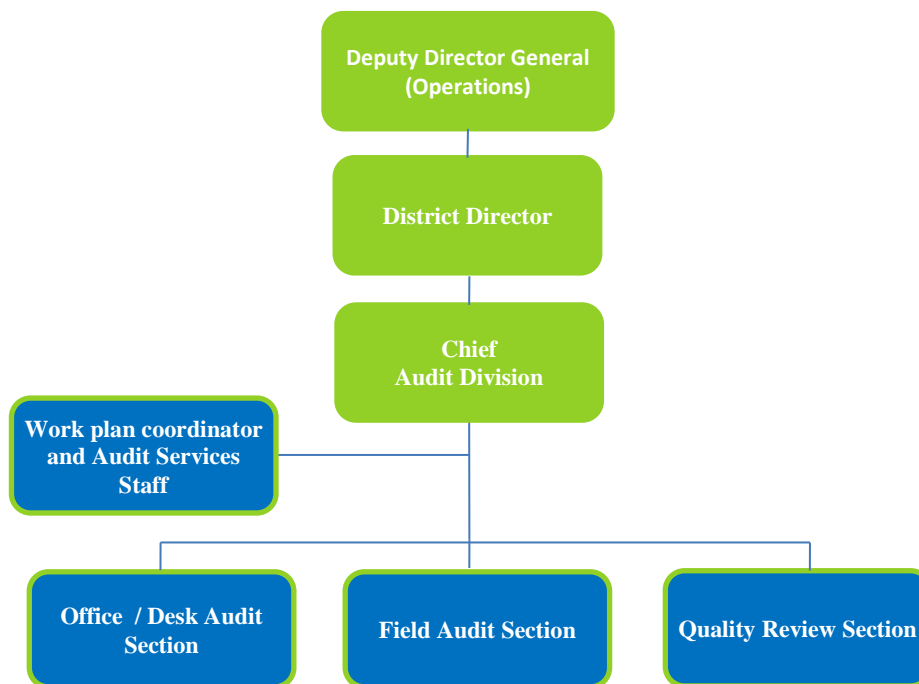 Deputy Director General
(Operations)
District Director
Chief
Audit Division
Work plan coordinator
and Audit Services
Staff
Office / Desk Audit
Section
Field Audit Section
Quality Review Section